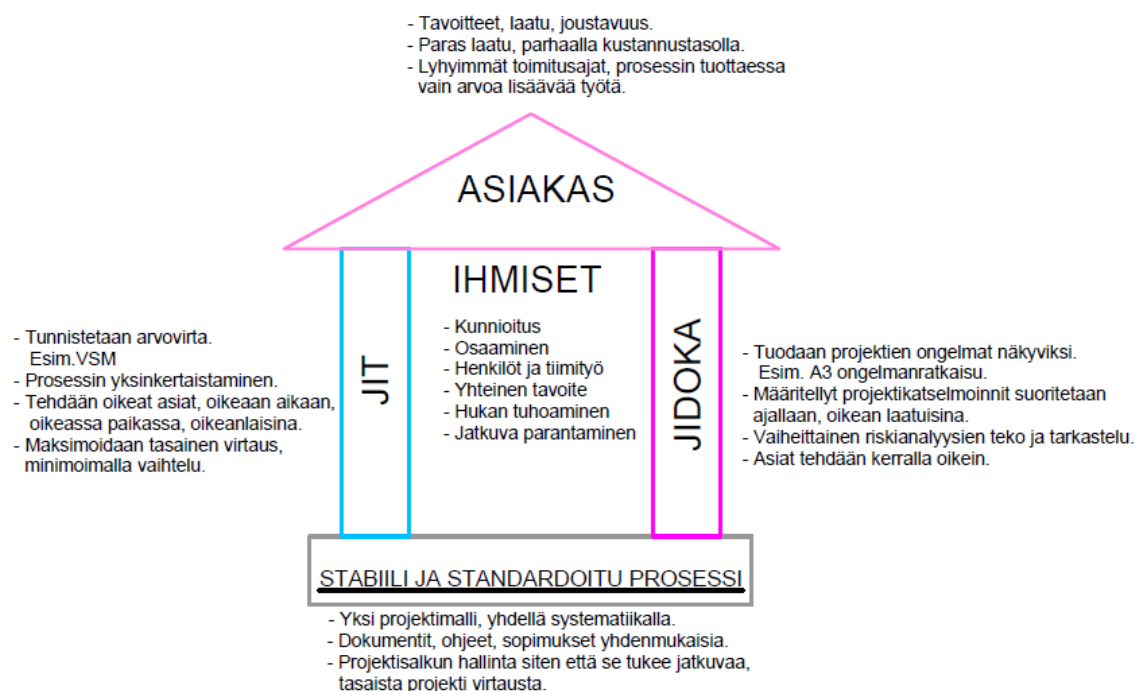 - Tavoitteet, laatu, joustavuus.
- Paras laatu, parhaalla kustannustasolla.
- Lyhyimmät toimitusajat, prosessin tuottaessa
vain arvoa lisäävää työtä.
ASIAKAS
IHMISET
- Kunnioitus
- Osaaminen
- Henkilöt ja tiimityö
- Yhteinen tavoite
- Hukan tuhoaminen
- Jatkuva parantaminen
JIT
- Tunnistetaan arvovirta.
Esim.VSM
- Prosessin yksinkertaistaminen.
- Tehdään oikeat asiat, oikeaan aikaan,
oikeassa paikassa, oikeanlaisina.
- Maksimoidaan tasainen virtaus,
minimoimalla vaihtelu.
JIDOKA
- Tuodaan projektien ongelmat näkyviksi.
Esim. A3 ongelmanratkaisu.
- Määritellyt projektikatselmoinnit suoritetaan
ajallaan, oikean laatuisina.
- Vaiheittainen riskianalyysien teko ja tarkastelu.
- Asiat tehdään kerralla oikein.
STABIILI JA STANDARDOITU PROSESSI
- Yksi projektimalli, yhdellä systematiikalla.
- Dokumentit, ohjeet, sopimukset yhdenmukaisia.
- Projektisalkun hallinta siten että se tukee jatkuvaa,
tasaista projekti virtausta.